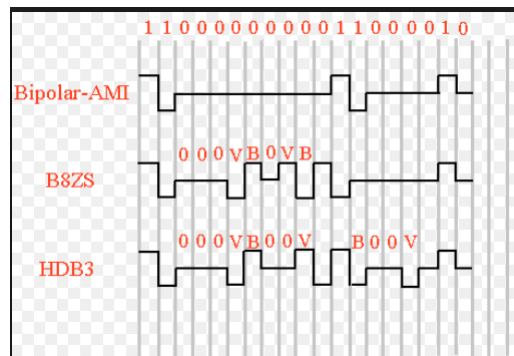 1 1 0 0 0 0 0 0 0 0 0 1 1 0 0 0 0 1 0
Bipolar-AMI
0 0 0 V B 0 V B
B8ZS
0 0 0 V B 0 0 V B 0 0 V
HDB3